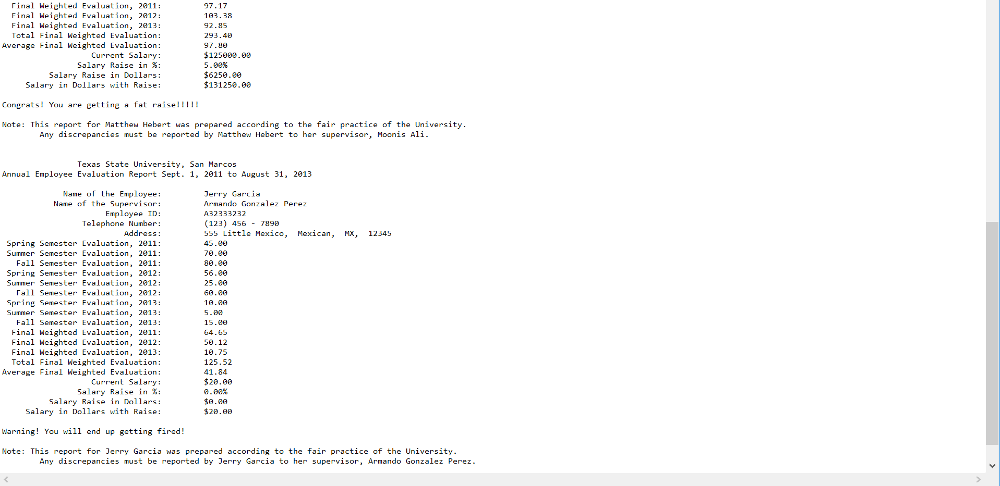 Final Weighted Evaluation, 2011: 97.17
Final Weighted Evaluation, 2012: 103.38
Final Weighted Evaluation, 2013: 92.85
Total Final Weighted Evaluation: 293.40
Average Final Weighted Evaluation: 97.80
Current Salary: $125000.00
Salary Raise in %: 5.00%
Salary Raise in Dollars: $6250.00
Salary in Dollars with Raise: $131250.00
Congrats! You are getting a fat raise!!!!!
Note: This report for Matthew Hebert was prepared according to the fair practice of the University.
Any discrepancies must be reported by Matthew Hebert to her supervisor, Moonis Ali.
Texas State University, San Marcos
Annual Employee Evaluation Report Sept. 1, 2011 to August 31, 2013
Name of the Employee: Jerry Garcia
Name of the Supervisor: Armando Gonzalez Perez
Employee ID: A32333232
Telephone Number: (123) 456 - 7890
Address: 555 Little Mexico, Mexican, MX, 12345
Spring Semester Evaluation, 2011: 45.00
Summer Semester Evaluation, 2011: 70.00
Fall Semester Evaluation, 2011: 80.00
Spring Semester Evaluation, 2012: 56.00
Summer Semester Evaluation, 2012: 25.00
Fall Semester Evaluation, 2012: 60.00
Spring Semester Evaluation, 2013: 10.00
Summer Semester Evaluation, 2013: 5.00
Fall Semester Evaluation, 2013: 15.00
Final Weighted Evaluation, 2011: 64.65
Final Weighted Evaluation, 2012: 50.12
Final Weighted Evaluation, 2013: 10.75
Total Final Weighted Evaluation: 125.52
Average Final Weighted Evaluation: 41.84
Current Salary: $20.00
Salary Raise in %: 0.00%
Salary Raise in Dollars: $0.00
Salary in Dollars with Raise: $20.00
Warning! You will end up getting fired!
Note: This report for Jerry Garcia was prepared according to the fair practice of the University.
Any discrepancies must be reported by Jerry Garcia to her supervisor, Armando Gonzalez Perez.